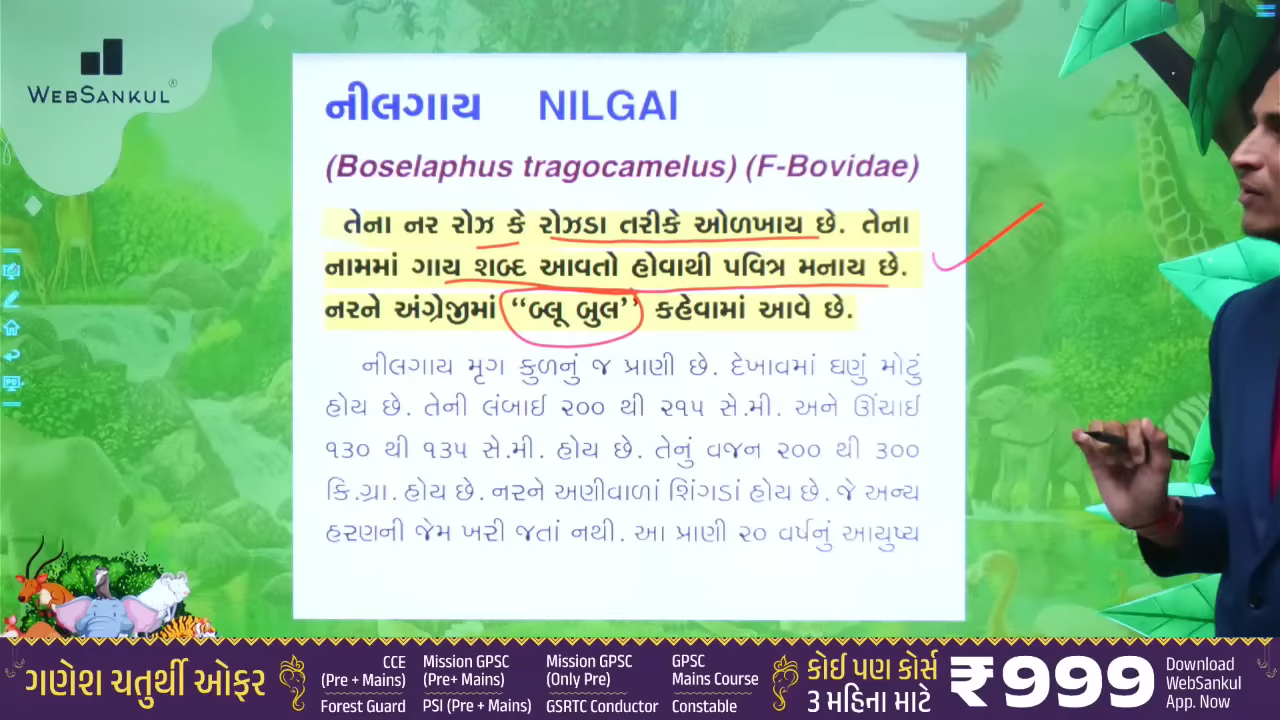 WEBSANKUL®
નીલગાય NILGAI
(Boselaphus tragocamelus) (F-Bovidae)
તેના નર રોઝ કે રોઝડા તરીકે ઓળખાય છે. તેના
નામમાં ગાય શબ્દ આવતો હોવાથી પવિત્ર મનાય છે.
નરને અંગ્રેજીમાં “બ્લૂ બુલ” કહેવામાં આવે છે.
નીલગાય મૃગ કુળનું જ પ્રાણી છે. દેખાવમાં ઘણું મોટું
હોય છે. તેની લંબાઈ ૨૦૦ થી ૨૧૫ સે.મી. અને ઊંચાઈ
૧૩૦ થી ૧૩૫ સે.મી. હોય છે. તેનું વજન ૨૦૦ થી ૩૦૦
કિ.ગ્રા. હોય છે. નરને અણીવાળાં શિંગડાં હોય છે. જે અન્ય
હરણની જેમ ખરી જતાં નથી. આ પ્રાણી ૨૦ વર્ષનું આયુષ્ય
ગણેશ ચતુર્થી ઓફર
CCE
(Pre + Mains)
Forest Guard
Mission GPSC
(Pre+ Mains)
PSI (Pre + Mains)
Mission GPSC
(Only Pre)
GSRTC Conductor
GPSC
Mains Course
Constable
કોઈ પણ કોર્સ
3 મહિના માટે
₹999
Download
WebSankul
App. Now